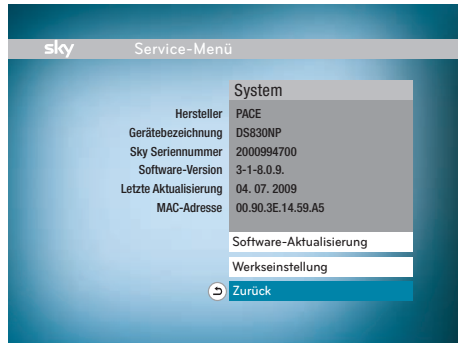 sky Service-Menü
System
Hersteller PACE
Gerätebezeichnung DS830NP
Sky Seriennummer 2000994700
Software-Version 3-1-8.0.9.
Letzte Aktualisierung 04. 07. 2009
MAC-Adresse 00.90.3E.14.59.A5
Software-Aktualisierung
Werkseinstellung
Zurück